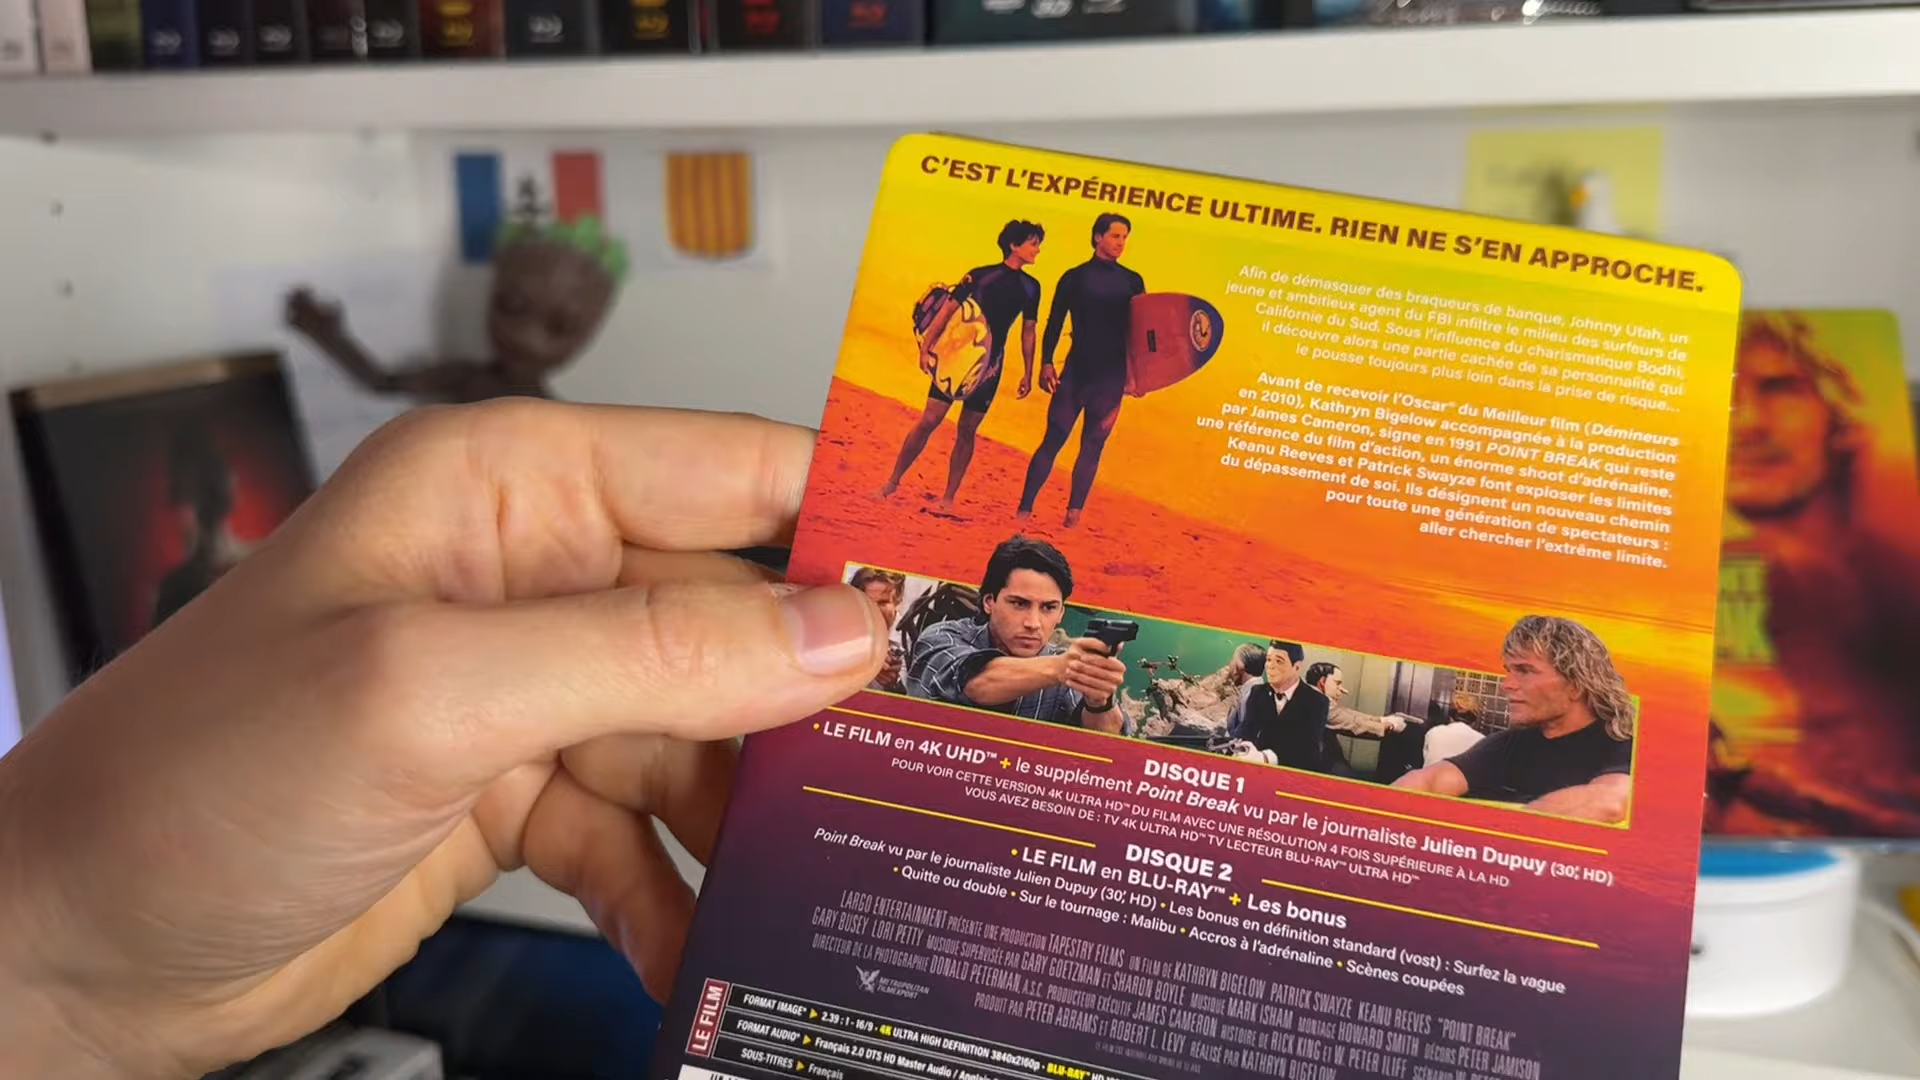 C'EST L'EXPÉRIENCE ULTIME. RIEN NE S'EN APPROCHE.
Afin de démasquer des braqueurs de banque, Johnny Utah, un
jeune et ambitieux agent du FBI infiltre le milieu des surfeurs de
Californie du Sud. Sous l'influence du charismatique Bodhi,
il découvre alors une partie cachée de sa personnalité qui
le pousse toujours plus loin dans la prise de risque...
Avant de recevoir l'Oscar® du Meilleur film (Démineurs
en 2010), Kathryn Bigelow accompagnée à la production
par James Cameron, signe en 1991 POINT BREAK qui reste
une référence du film d'action, un énorme shoot d'adrénaline.
Keanu Reeves et Patrick Swayze font exploser les limites
du dépassement de soi. Ils désignent un nouveau chemin
pour toute une génération de spectateurs :
aller chercher l'extrême limite.
DISQUE 1
• LE FILM en 4K UHD™ + le supplément Point Break vu par le journaliste Julien Dupuy (30', HD)
POUR VOIR CETTE VERSION 4K ULTRA HD™ DU FILM AVEC UNE RÉSOLUTION 4 FOIS SUPÉRIEURE À LA HD
VOUS AVEZ BESOIN DE : TV 4K ULTRA HD™ TV LECTEUR BLU-RAY™ ULTRA HD™
DISQUE 2
• LE FILM en BLU-RAY™ + Les bonus
Point Break vu par le journaliste Julien Dupuy (30', HD) • Les bonus en définition standard (vost) : Surfez la vague
• Quitte ou double • Sur le tournage : Malibu • Accros à l'adrénaline • Scènes coupées
LARGO ENTERTAINMENT PRÉSENTE UNE PRODUCTION TAPESTRY FILMS UN FILM DE KATHRYN BIGELOW PATRICK SWAYZE KEANU REEVES "POINT BREAK"
GARY BUSEY LORI PETTY MUSIQUE SUPERVISÉE PAR GARY GOETZMAN ET SHARON BOYLE MUSIQUE MARK ISHAM MONTAGE HOWARD SMITH DÉCORS PETER JAMISON
DIRECTEUR DE LA PHOTOGRAPHIE DONALD PETERMAN, A.S.C. PRODUCTEUR EXÉCUTIF JAMES CAMERON HISTOIRE DE RICK KING ET W. PETER ILIFF SCÉNARIO W.
PRODUIT PAR PETER ABRAMS ET ROBERT L. LEVY RÉALISÉ PAR KATHRYN BIGELOW
METROPOLITAN
FILMEXPORT
LE FILM
FORMAT IMAGE* ▶ 2.39 : 1 - 16/9 - 4K ULTRA HIGH DEFINITION 3840x2160p - BLU-RAY™ HD
FORMAT AUDIO* ▶ Français 2.0 DTS HD Master Audio /
SOUS-TITRES ▶ Français